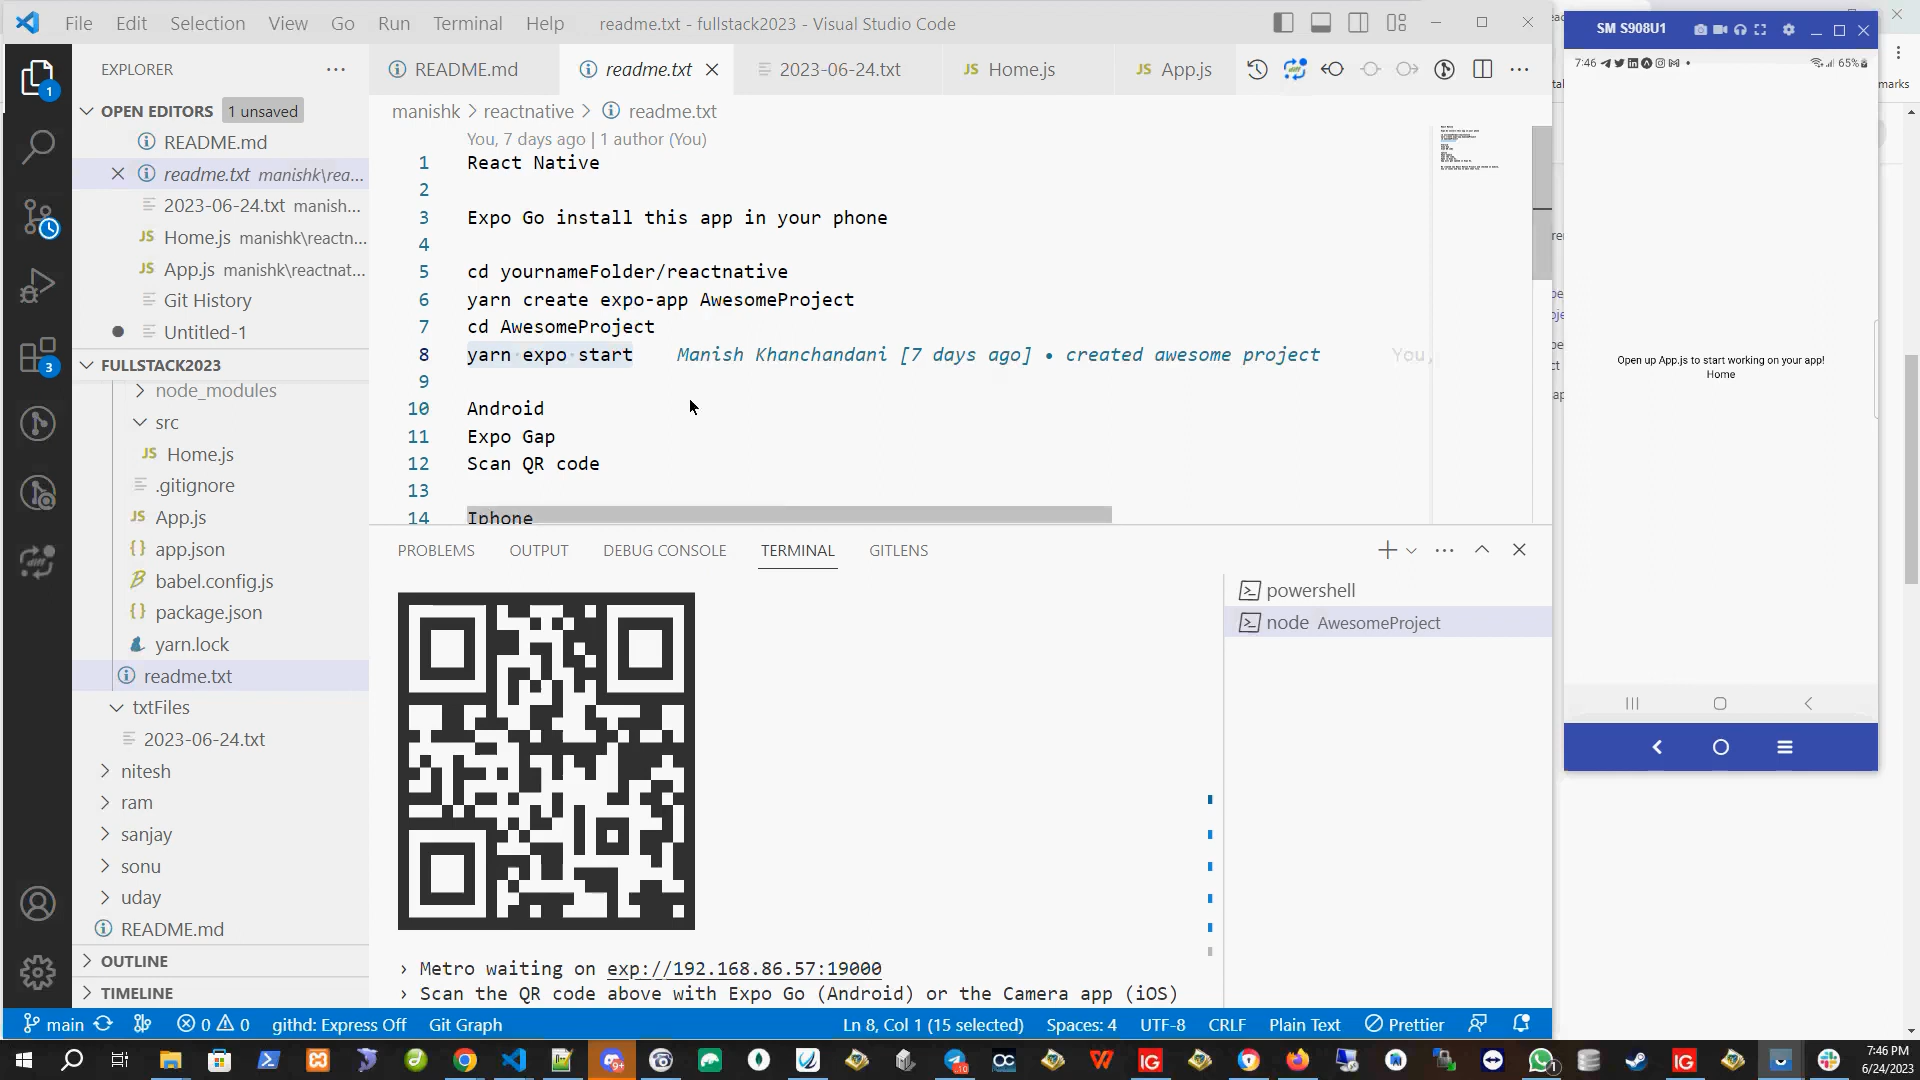 File Edit Selection View Go Run Terminal Help readme.txt - fullstack2023 - Visual Studio Code
EXPLORER
OPEN EDITORS 1 unsaved
README.md
readme.txt manishk\rea...
2023-06-24.txt manish...
Home.js manishk\reactn...
App.js manishk\reactnat...
Git History
Untitled-1
FULLSTACK2023
node_modules
src
Home.js
.gitignore
App.js
app.json
babel.config.js
package.json
yarn.lock
readme.txt
txtFiles
2023-06-24.txt
nitesh
ram
sanjay
sonu
uday
README.md
OUTLINE
TIMELINE
1
3
README.md readme.txt 2023-06-24.txt Home.js App.js
manishk > reactnative > readme.txt
You, 7 days ago | 1 author (You)
1 React Native
2
3 Expo Go install this app in your phone
4
5 cd yournameFolder/reactnative
6 yarn create expo-app AwesomeProject
7 cd AwesomeProject
8 yarn expo start Manish Khanchandani [7 days ago] • created awesome project You,
9
10 Android
11 Expo Gap
12 Scan QR code
13
14 Iphone
PROBLEMS OUTPUT DEBUG CONSOLE TERMINAL GITLENS
powershell
node AwesomeProject
› Metro waiting on exp://192.168.86.57:19000
› Scan the QR code above with Expo Go (Android) or the Camera app (iOS)
main 0 0 githd: Express Off Git Graph Ln 8, Col 1 (15 selected) Spaces: 4 UTF-8 CRLF Plain Text Prettier
SM S908U1
7:46 65%
Open up App.js to start working on your app!
Home
marks
7:46 PM
6/24/2023